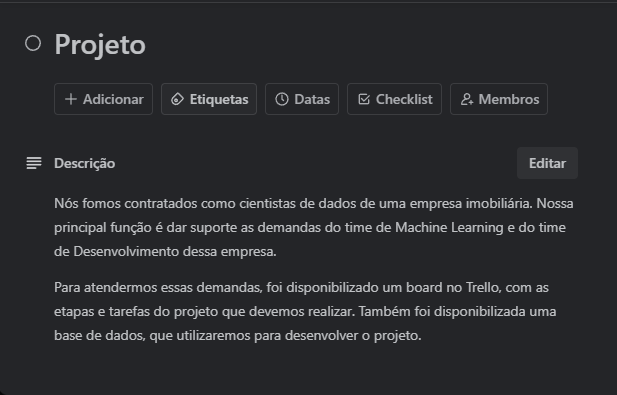 Projeto
Adicionar
Etiquetas
Datas
Checklist
Membros
Descrição
Editar
Nós fomos contratados como cientistas de dados de uma empresa imobiliária. Nossa
principal função é dar suporte as demandas do time de Machine Learning e do time
de Desenvolvimento dessa empresa.
Para atendermos essas demandas, foi disponibilizado um board no Trello, com as
etapas e tarefas do projeto que devemos realizar. Também foi disponibilizada uma
base de dados, que utilizaremos para desenvolver o projeto.